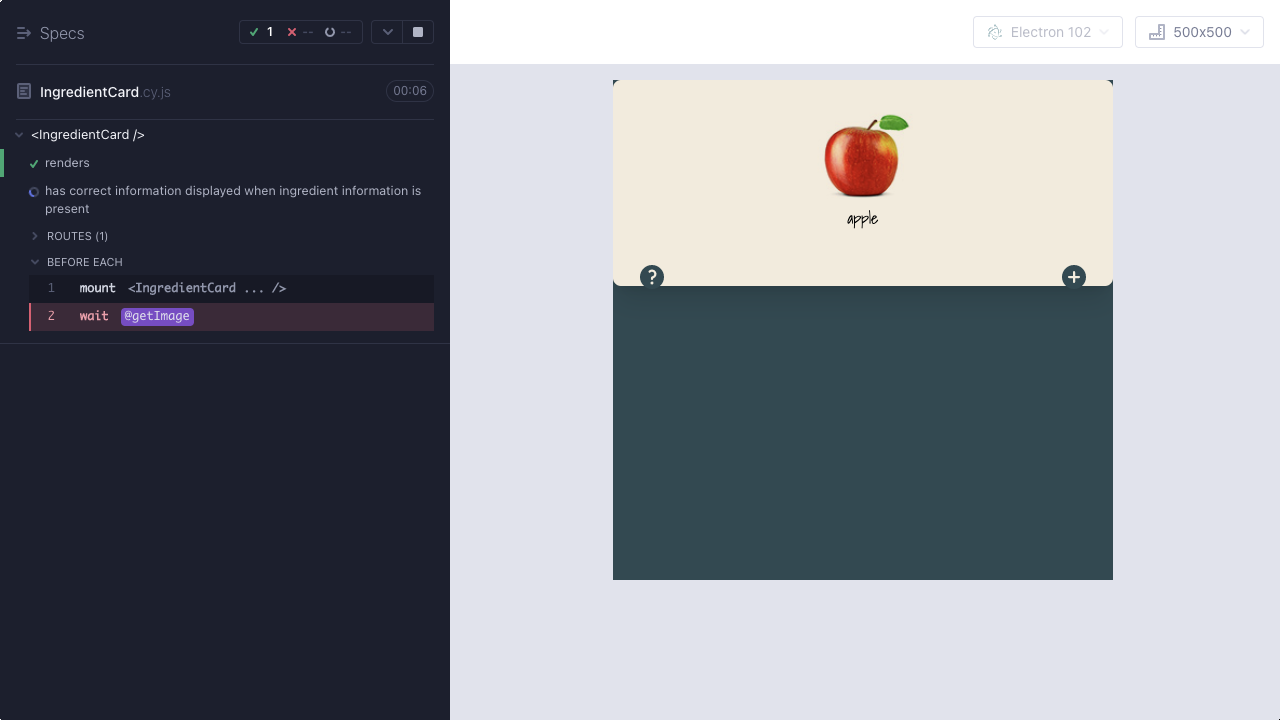 Specs
1 -- --
IngredientCard.cy.js
00:06
<IngredientCard />
renders
has correct information displayed when ingredient information is
present
ROUTES (1)
BEFORE EACH
1 mount <IngredientCard ... />
2 wait @getImage
Electron 102
500x500
apple
?
+